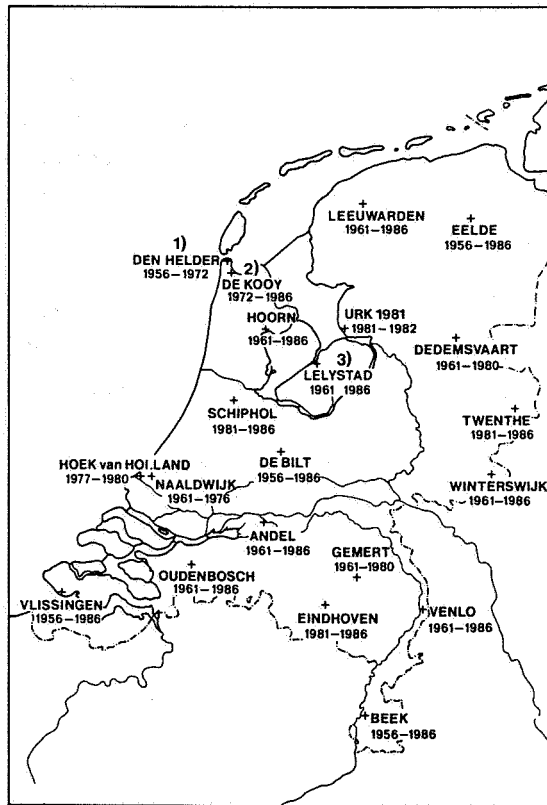 LEEUWARDEN
1961-1986
EELDE
1956-1986
1)
DEN HELDER
1956-1972
2)
DE KOOY
1972-1986
HOORN
1961-1986
URK 1981
1981-1982
DEDEMSVAART
1961-1980
3)
LELYSTAD
1961 1986
SCHIPHOL
1981-1986
TWENTHE
1981-1986
HOEK van HOLLAND
1977-1980
NAALDWIJK
1961-1976
DE BILT
1956-1986
WINTERSWIJK
1961-1986
ANDEL
1961-1986
GEMERT
1961-1980
OUDENBOSCH
1961-1986
VLISSINGEN
1956-1986
EINDHOVEN
1981-1986
VENLO
1961-1986
BEEK
1956-1986